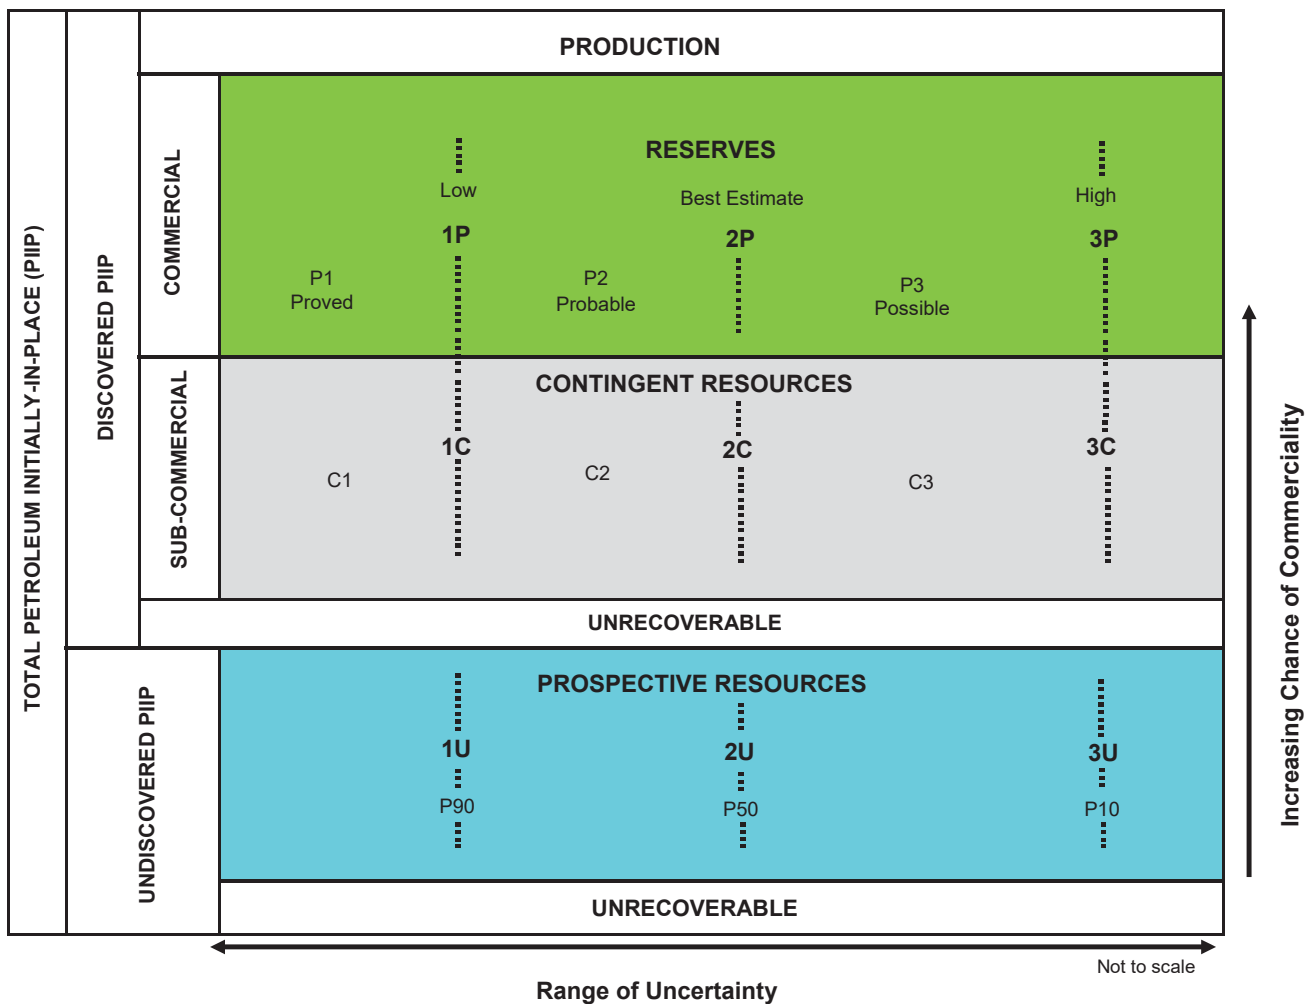 TOTAL PETROLEUM INITIALLY-IN-PLACE (PIIP)
DISCOVERED PIIP
UNDISCOVERED PIIP
COMMERCIAL
SUB-COMMERCIAL
PRODUCTION
RESERVES
Low
Best Estimate
High
1P
2P
3P
P1
Proved
P2
Probable
P3
Possible
CONTINGENT RESOURCES
1C
2C
3C
C1
C2
C3
UNRECOVERABLE
PROSPECTIVE RESOURCES
1U
2U
3U
P90
P50
P10
UNRECOVERABLE
Not to scale
Range of Uncertainty
Increasing Chance of Commerciality